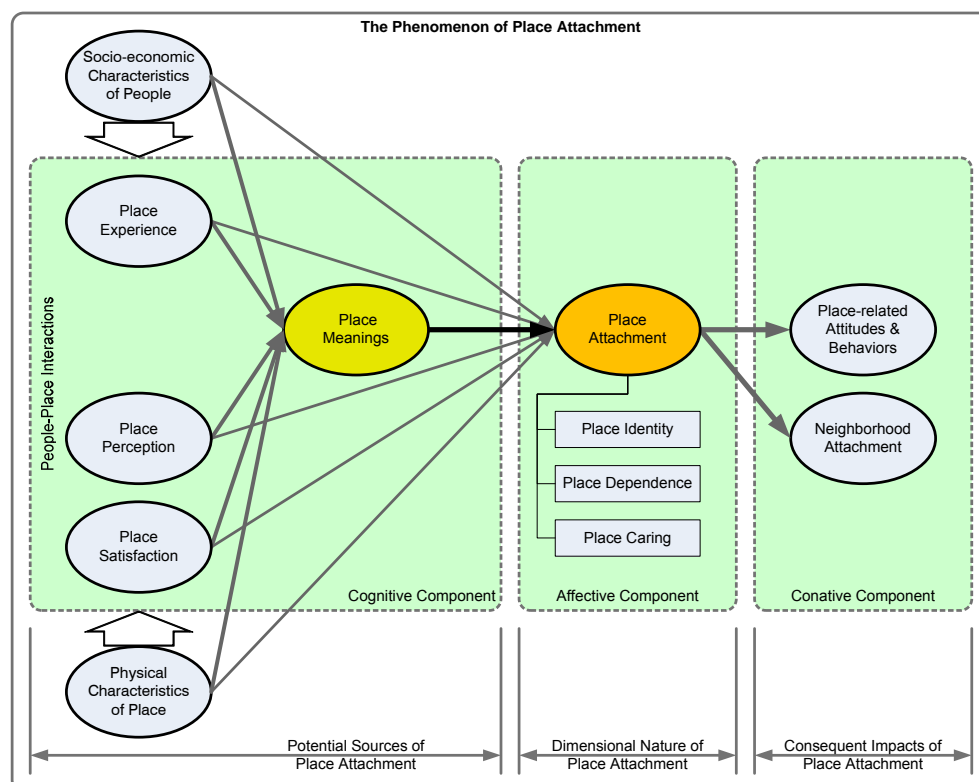 The Phenomenon of Place Attachment
Socio-economic
Characteristics
of People
Place
Experience
People-Place Interactions
Place
Meanings
Place
Attachment
Place-related
Attitudes &
Behaviors
Place
Perception
Place Identity
Neighborhood
Attachment
Place Dependence
Place
Satisfaction
Place Caring
Cognitive Component
Affective Component
Conative Component
Physical
Characteristics
of Place
Potential Sources of
Place Attachment
Dimensional Nature of
Place Attachment
Consequent Impacts of
Place Attachment